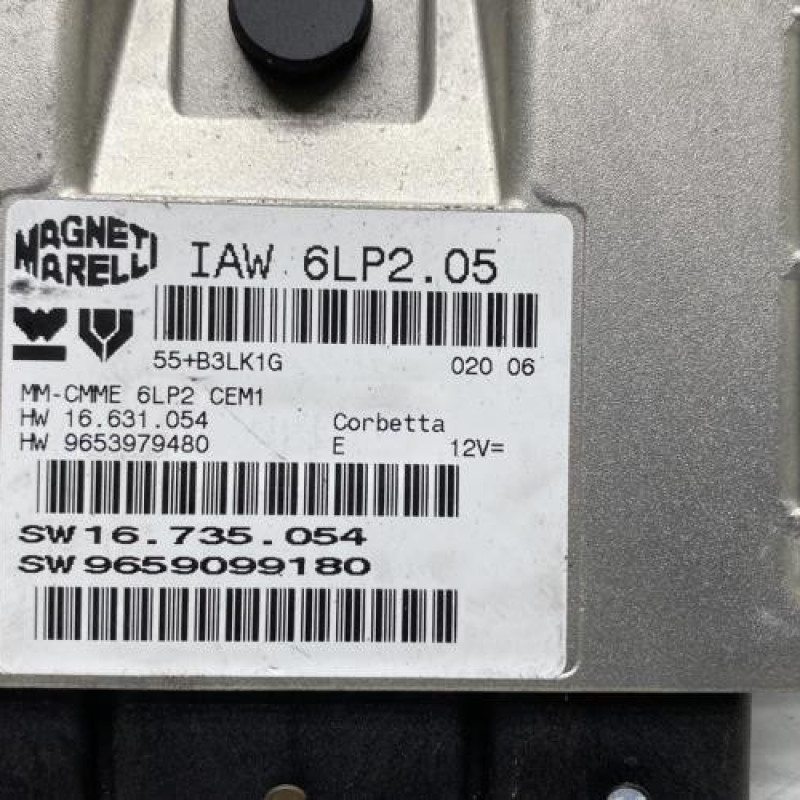 MAGNETI
MARELLI
IAW 6LP2.05
55+B3LK1G 020 06
MM-CMME 6LP2 CEM1
HW 16.631.054 Corbetta
HW 9653979480 E 12V=
SW 16.735.054
SW 9659099180